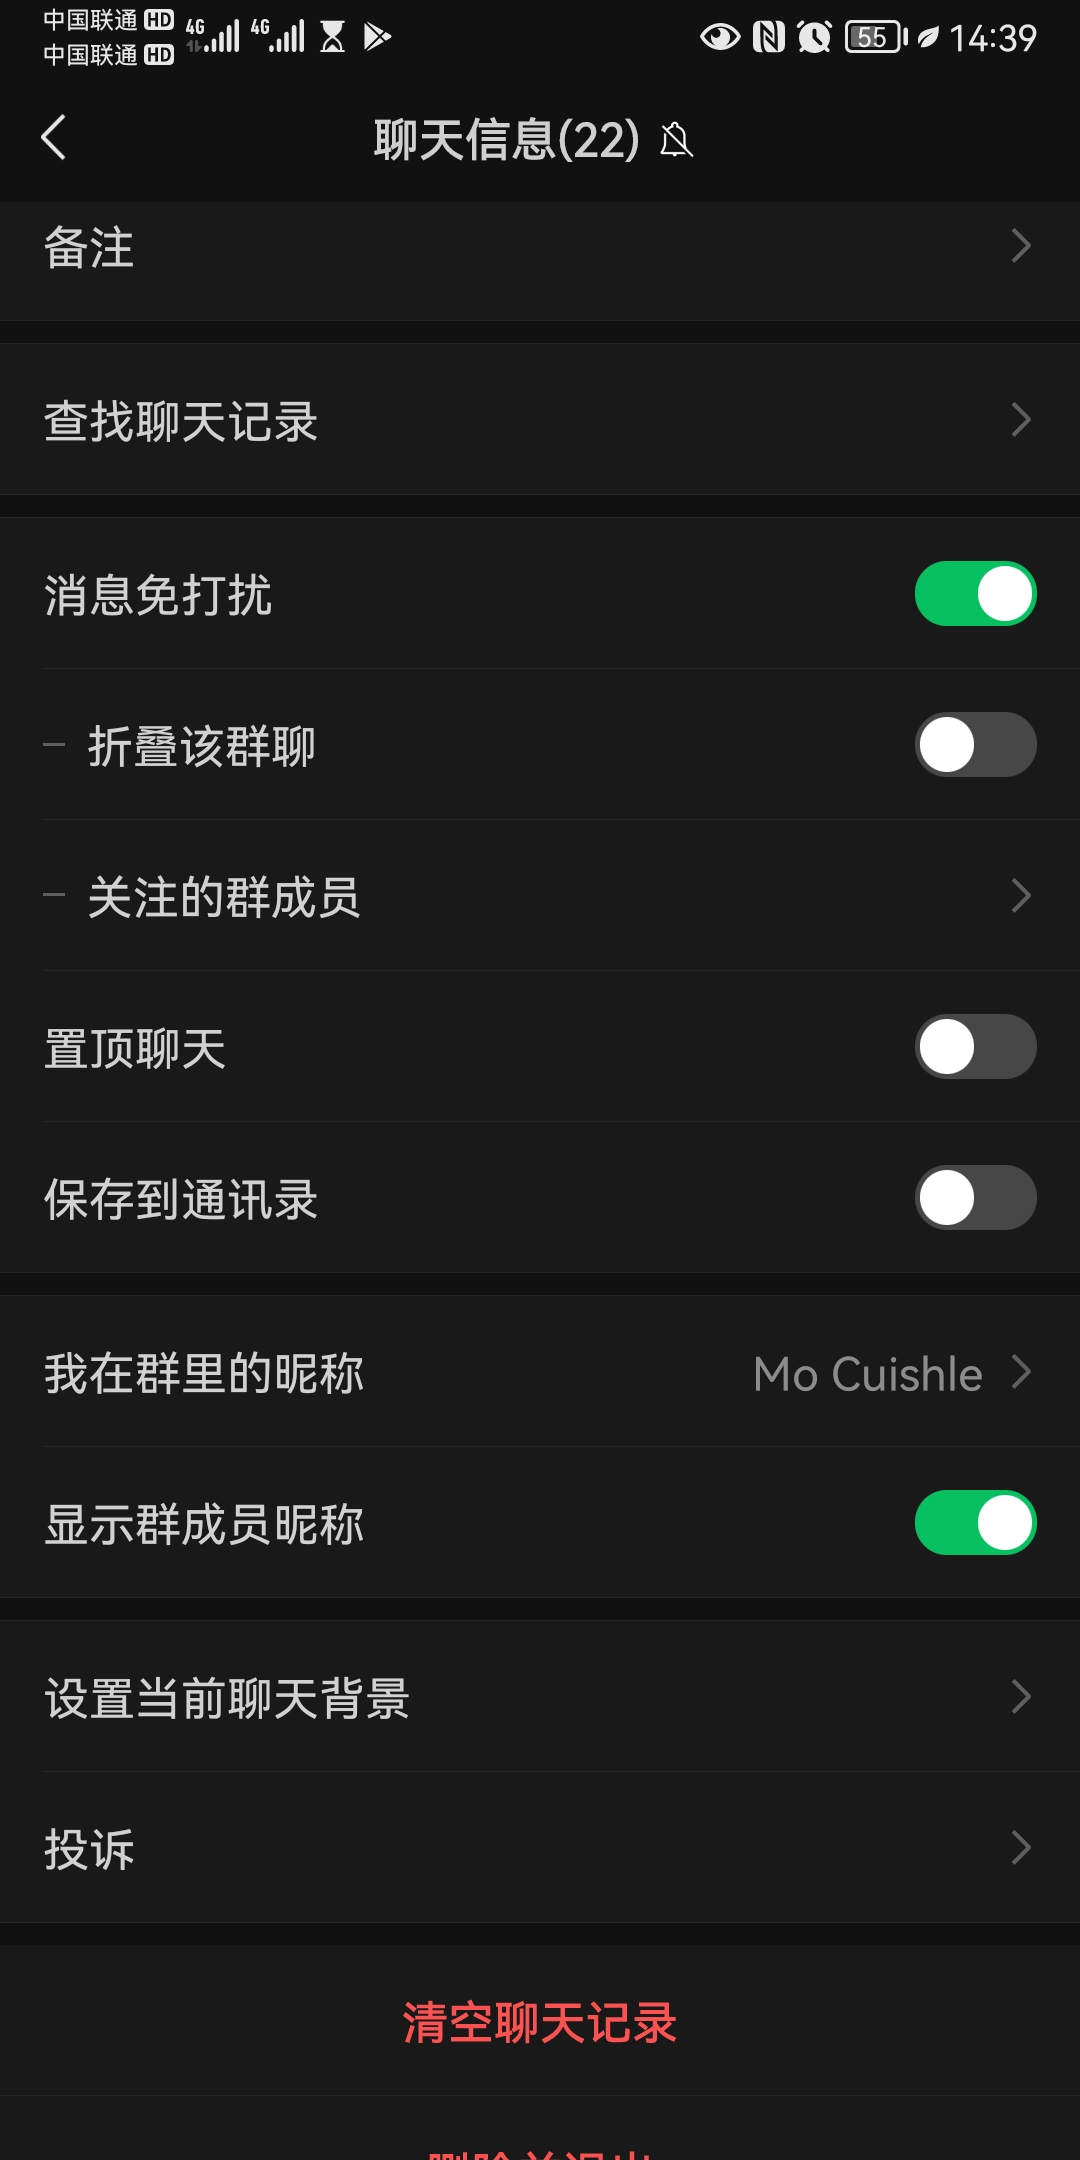 中国联通 HD 4G 4G 55 14:39
中国联通 HD
聊天信息(22)
备注
查找聊天记录
消息免打扰
折叠该群聊
关注的群成员
置顶聊天
保存到通讯录
我在群里的昵称 Mo Cuishle
显示群成员昵称
设置当前聊天背景
投诉
清空聊天记录